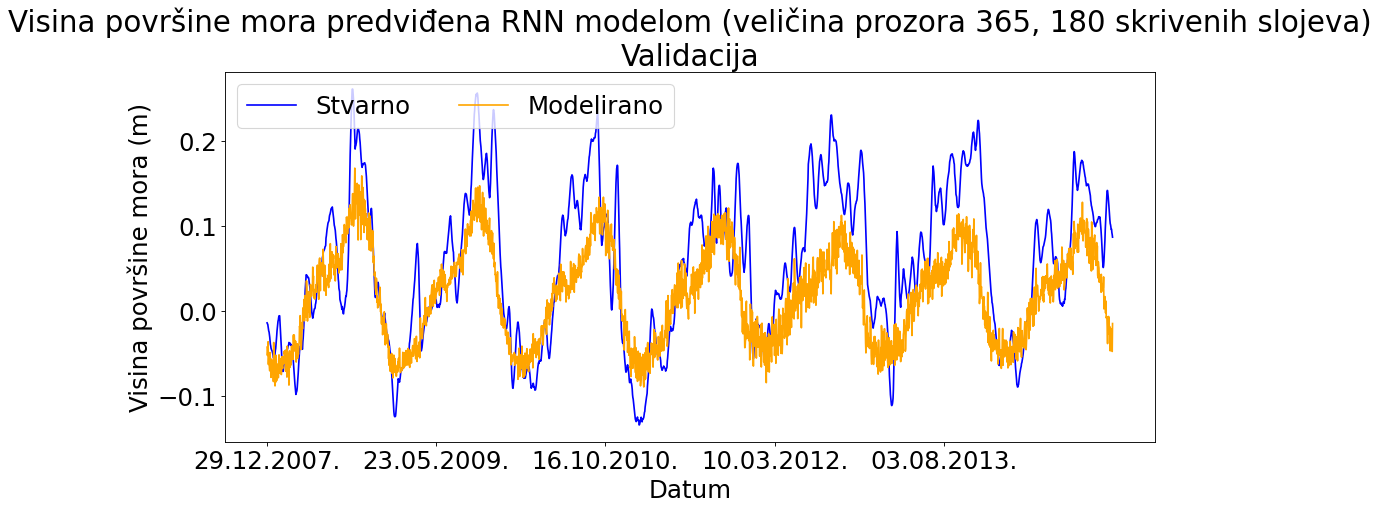 Visina površine mora predviđena RNN modelom (veličina prozora 365, 180 skrivenih slojeva)
Validacija
Stvarno Modelirano
Visina površine mora (m)
0.2
0.1
0.0
−0.1
29.12.2007. 23.05.2009. 16.10.2010. 10.03.2012. 03.08.2013.
Datum